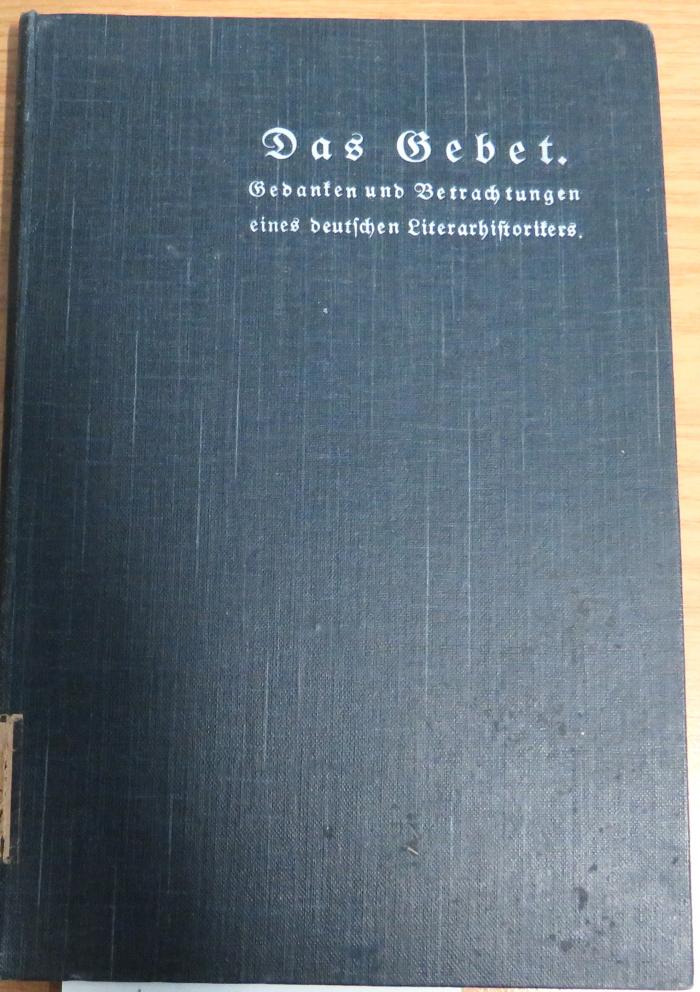 Das Gebet.
Gedanken und Betrachtungen
eines deutschen Literarhistorikers.